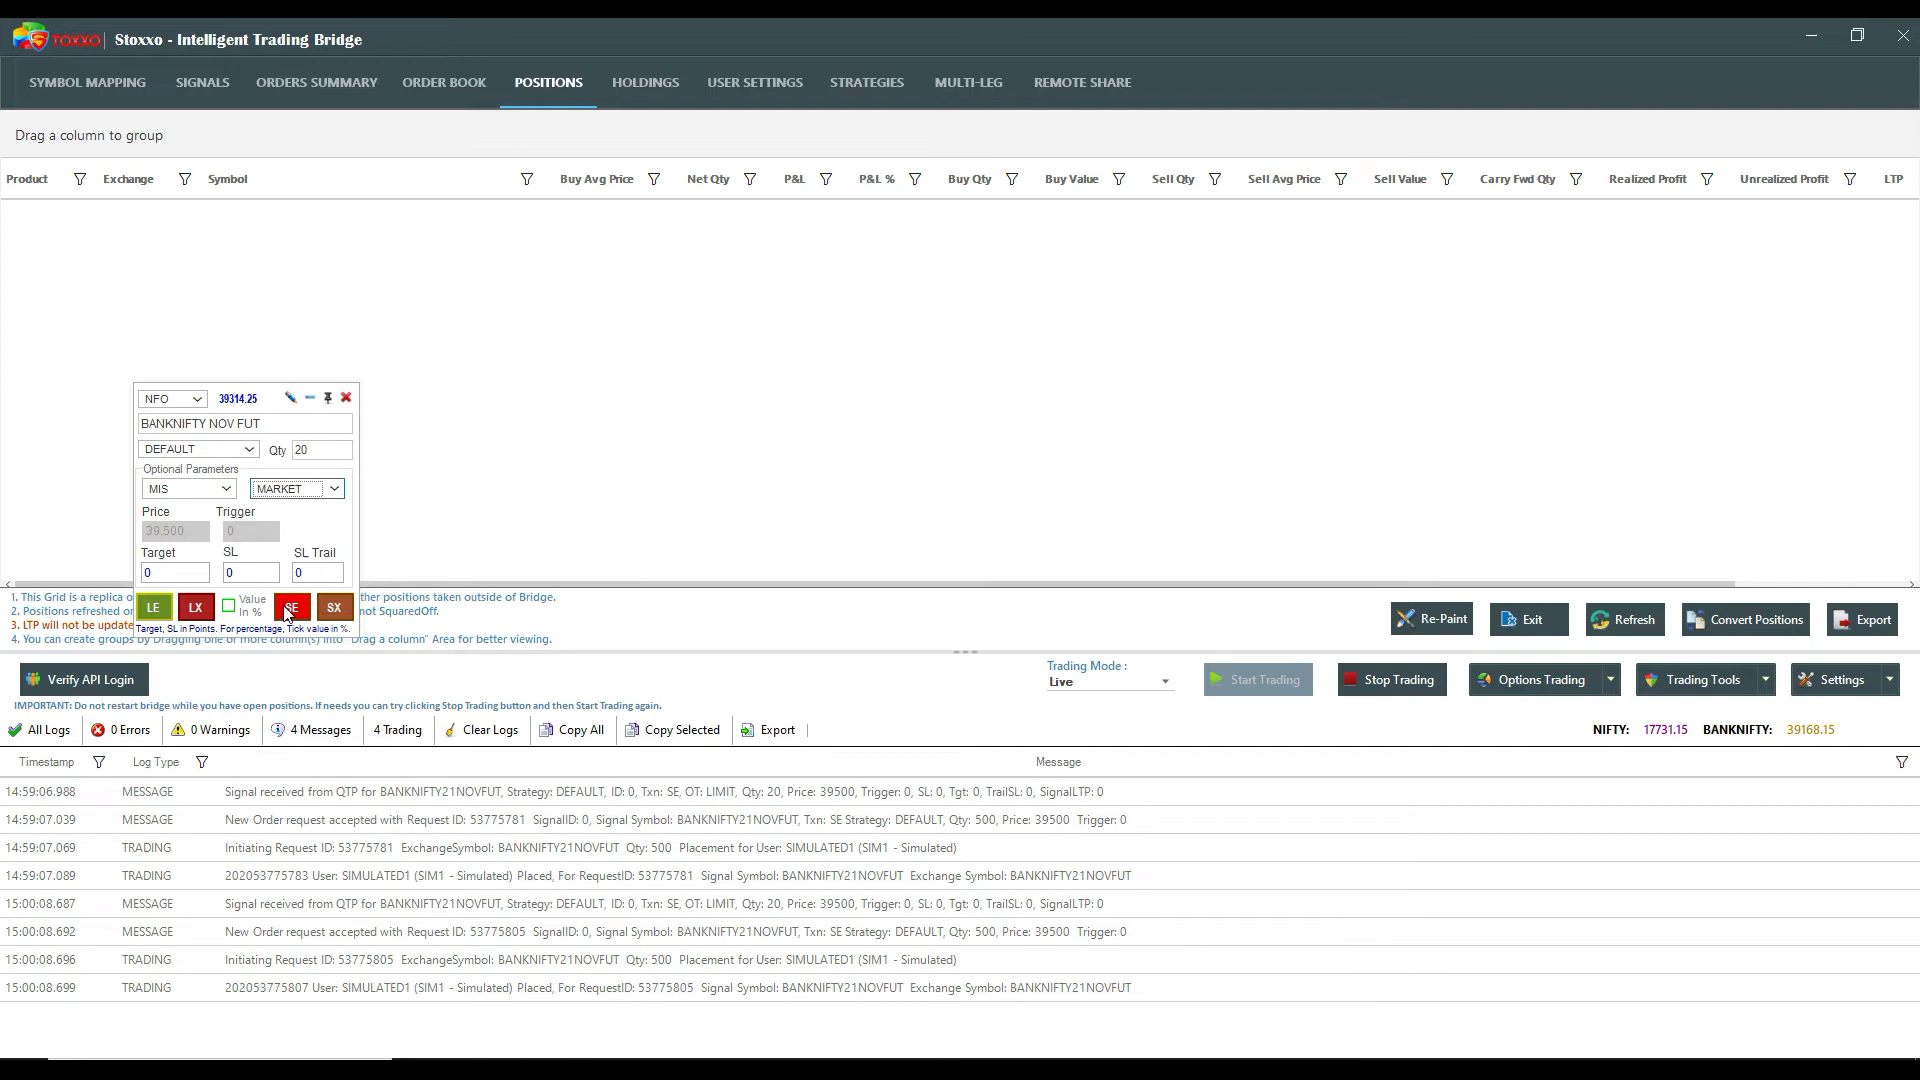 TOXXO Stoxxo - Intelligent Trading Bridge
SYMBOL MAPPING SIGNALS ORDERS SUMMARY ORDER BOOK POSITIONS HOLDINGS USER SETTINGS STRATEGIES MULTI-LEG REMOTE SHARE
Drag a column to group
Product Exchange Symbol Buy Avg Price Net Qty P&L P&L % Buy Qty Buy Value Sell Qty Sell Avg Price Sell Value Carry Fwd Qty Realized Profit Unrealized Profit LTP
NFO 39314.25
BANKNIFTY NOV FUT
DEFAULT Qty 20
Optional Parameters
MIS MARKET
Price Trigger
39.500 0
Target SL SL Trail
0 0 0
LE LX Value In % SE SX
Target, SL in Points. For percentage, Tick value in %.
1. This Grid is a replica o ther positions taken outside of Bridge.
2. Positions refreshed or not SquaredOff.
3. LTP will not be update
4. You can create groups by Dragging one or more column(s) into "Drag a column" Area for better viewing.
Re-Paint Exit Refresh Convert Positions Export
Verify API Login
Trading Mode :
Live
Start Trading Stop Trading Options Trading Trading Tools Settings
IMPORTANT: Do not restart bridge while you have open positions. If needs you can try clicking Stop Trading button and then Start Trading again.
All Logs 0 Errors 0 Warnings 4 Messages 4 Trading Clear Logs Copy All Copy Selected Export NIFTY: 17731.15 BANKNIFTY: 39168.15
Timestamp Log Type Message
14:59:06.988 MESSAGE Signal received from QTP for BANKNIFTY21NOVFUT, Strategy: DEFAULT, ID: 0, Txn: SE, OT: LIMIT, Qty: 20, Price: 39500, Trigger: 0, SL: 0, Tgt: 0, TrailSL: 0, SignalLTP: 0
14:59:07.039 MESSAGE New Order request accepted with Request ID: 53775781 SignalID: 0, Signal Symbol: BANKNIFTY21NOVFUT, Txn: SE Strategy: DEFAULT, Qty: 500, Price: 39500 Trigger: 0
14:59:07.069 TRADING Initiating Request ID: 53775781 ExchangeSymbol: BANKNIFTY21NOVFUT Qty: 500 Placement for User: SIMULATED1 (SIM1 - Simulated)
14:59:07.089 TRADING 202053775783 User: SIMULATED1 (SIM1 - Simulated) Placed, For RequestID: 53775781 Signal Symbol: BANKNIFTY21NOVFUT Exchange Symbol: BANKNIFTY21NOVFUT
15:00:08.687 MESSAGE Signal received from QTP for BANKNIFTY21NOVFUT, Strategy: DEFAULT, ID: 0, Txn: SE, OT: LIMIT, Qty: 20, Price: 39500, Trigger: 0, SL: 0, Tgt: 0, TrailSL: 0, SignalLTP: 0
15:00:08.692 MESSAGE New Order request accepted with Request ID: 53775805 SignalID: 0, Signal Symbol: BANKNIFTY21NOVFUT, Txn: SE Strategy: DEFAULT, Qty: 500, Price: 39500 Trigger: 0
15:00:08.696 TRADING Initiating Request ID: 53775805 ExchangeSymbol: BANKNIFTY21NOVFUT Qty: 500 Placement for User: SIMULATED1 (SIM1 - Simulated)
15:00:08.699 TRADING 202053775807 User: SIMULATED1 (SIM1 - Simulated) Placed, For RequestID: 53775805 Signal Symbol: BANKNIFTY21NOVFUT Exchange Symbol: BANKNIFTY21NOVFUT